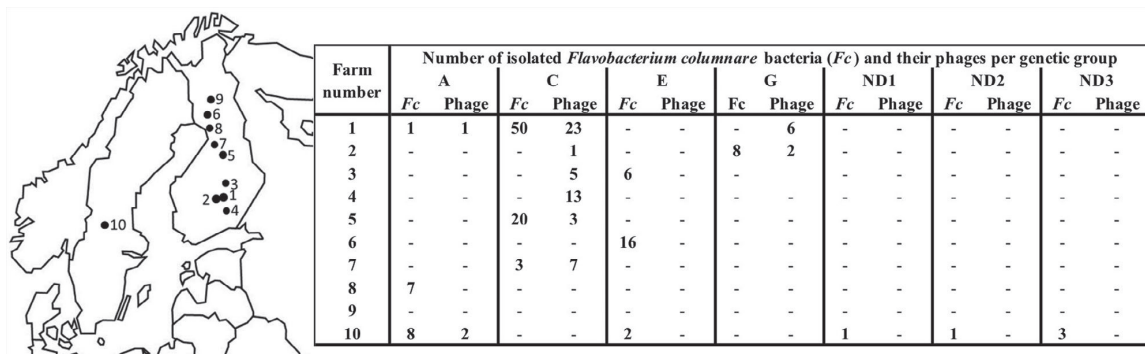 9
6
8
7
5
3
2 1
4
10
Number of isolated Flavobacterium columnare bacteria (Fc) and their phages per genetic group
Farm number A C E G ND1 ND2 ND3
Fc Phage Fc Phage Fc Phage Fc Phage Fc Phage Fc Phage Fc Phage
1 1 1 50 23 - - - 6 - - - - - -
2 - - - 1 - - 8 2 - - - - - -
3 - - - 5 6 - - - - - - - - -
4 - - - 13 - - - - - - - - - -
5 - - 20 3 - - - - - - - - - -
6 - - - - 16 - - - - - - - - -
7 - - 3 7 - - - - - - - - - -
8 7 - - - - - - - - - - - - -
9 - - - - - - - - - - - - - -
10 8 2 - - 2 - - - 1 - 1 - 3 -